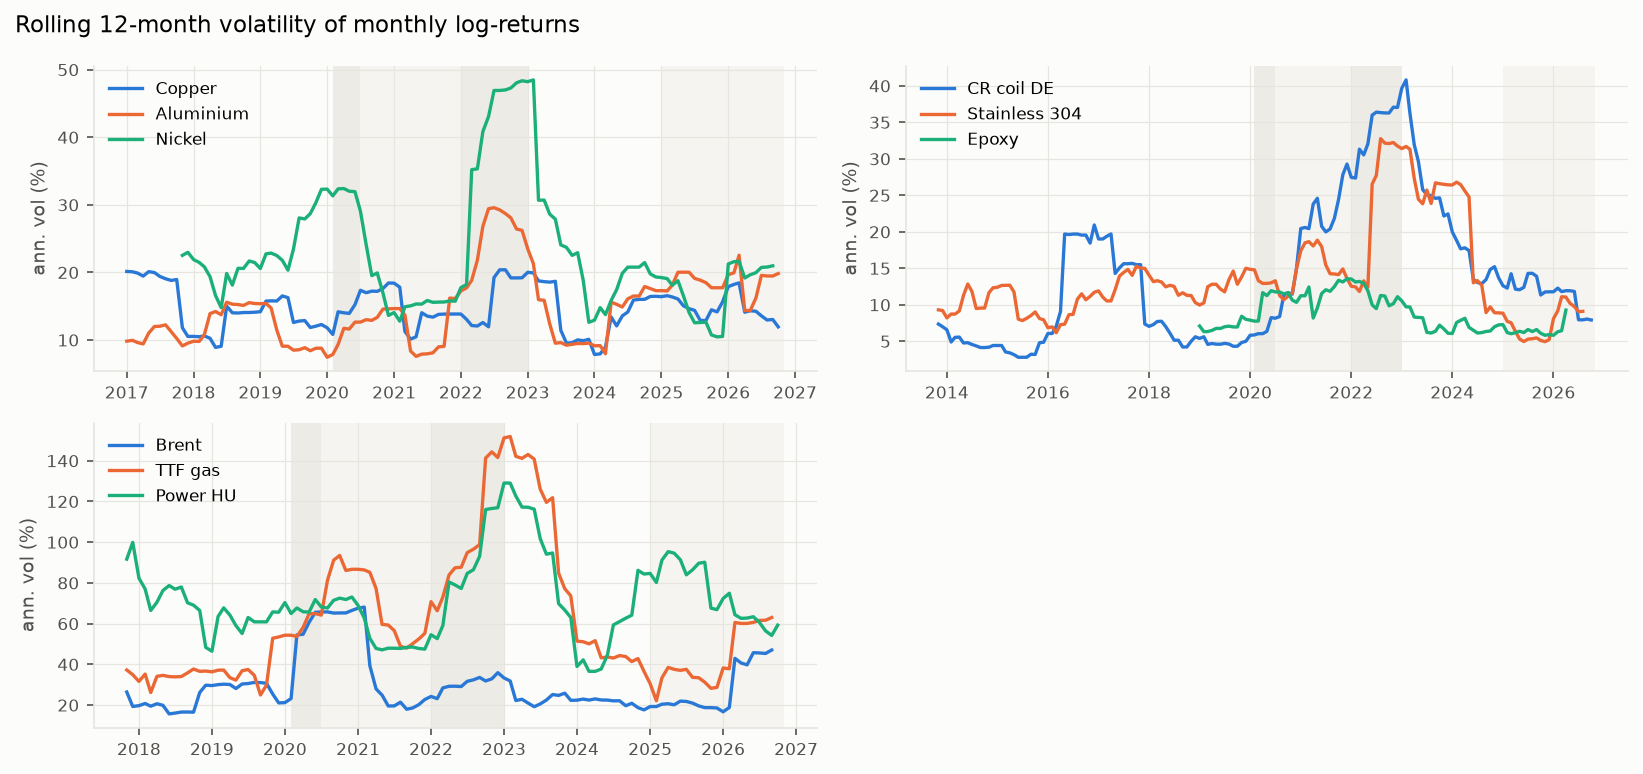 Rolling 12-month volatility of monthly log-returns
ann. vol (%)
50
40
30
20
10
Copper
Aluminium
Nickel
2017 2018 2019 2020 2021 2022 2023 2024 2025 2026 2027
ann. vol (%)
40
35
30
25
20
15
10
5
CR coil DE
Stainless 304
Epoxy
2014 2016 2018 2020 2022 2024 2026
ann. vol (%)
140
120
100
80
60
40
20
Brent
TTF gas
Power HU
2018 2019 2020 2021 2022 2023 2024 2025 2026 2027